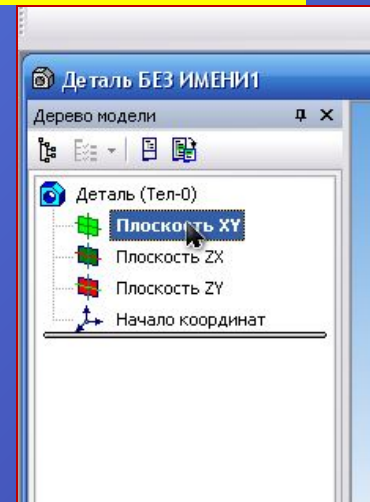 Деталь БЕЗ ИМЕНИ1
Дерево модели
Деталь (Тел-0)
Плоскость XY
Плоскость ZX
Плоскость ZY
Начало координат